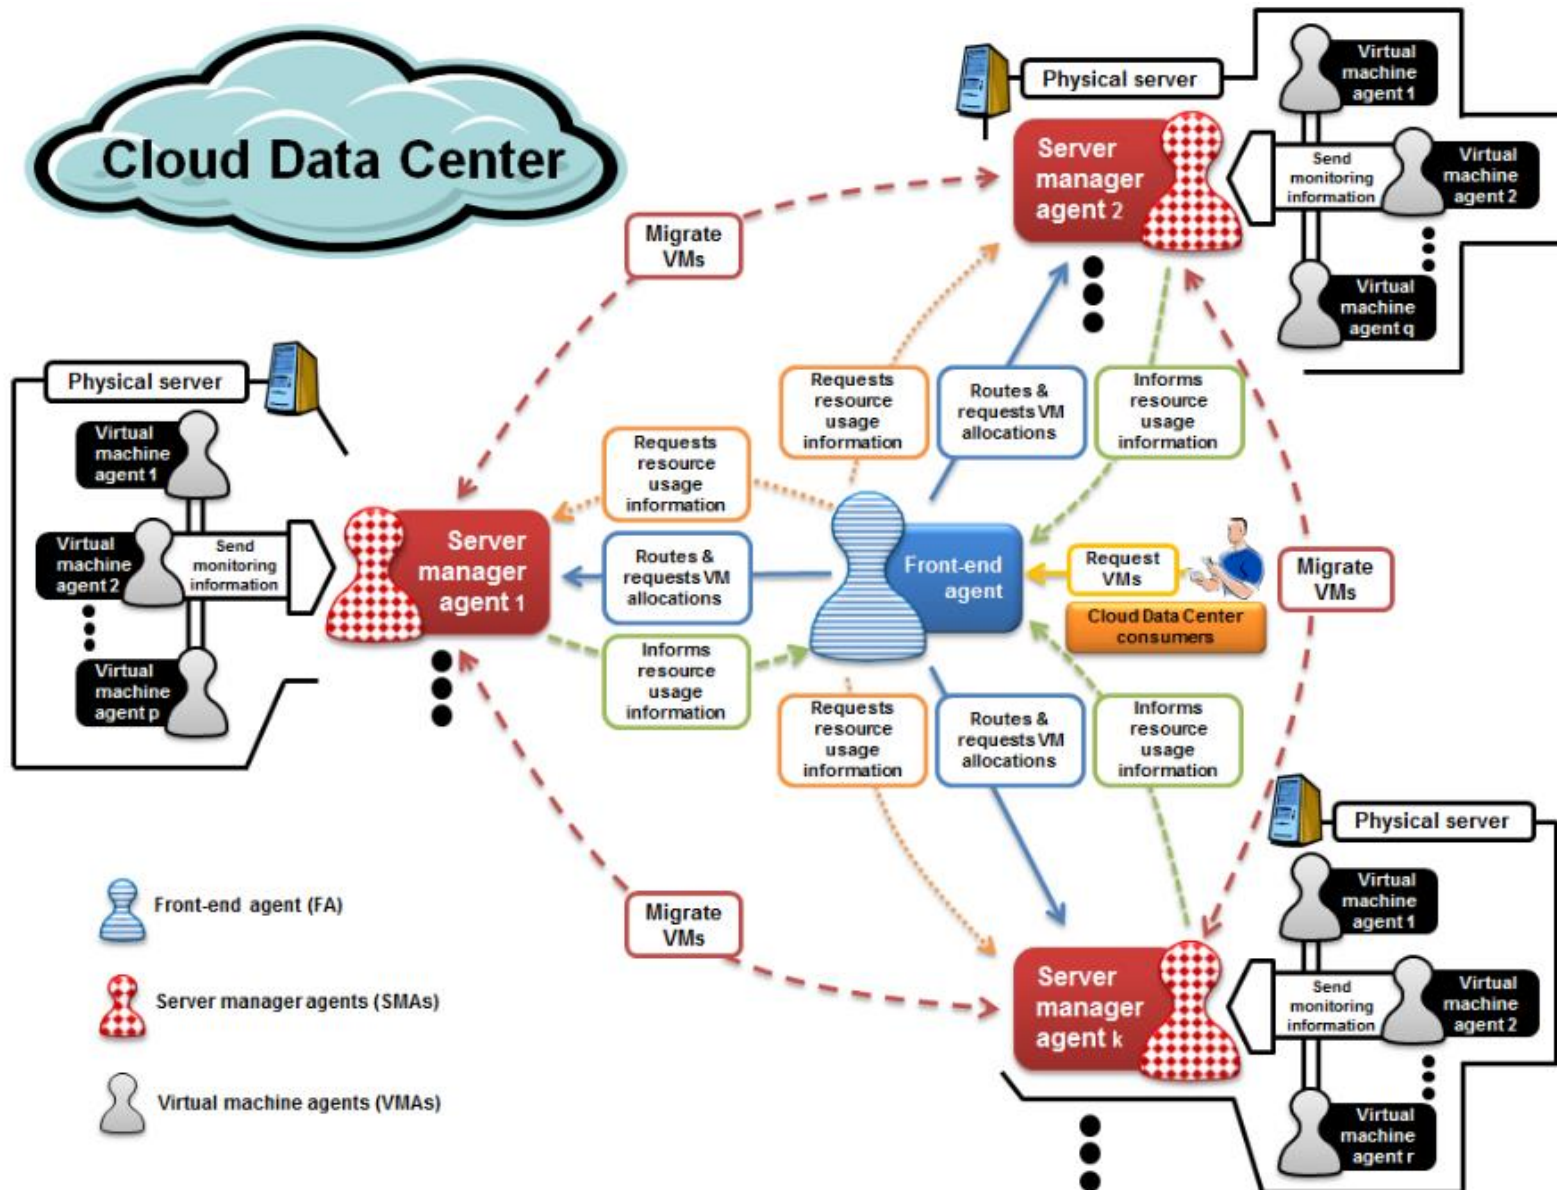 Cloud Data Center
Physical server
Virtual
machine
agent 1
Server
manager
agent 2
Send
monitoring
information
Virtual
machine
agent 2
Virtual
machine
agent q
Migrate
VMs
Physical server
Virtual
machine
agent 1
Virtual
machine
agent 2
Send
monitoring
information
Virtual
machine
agent p
Server
manager
agent 1
Requests
resource
usage
information
Routes &
requests VM
allocations
Informs
resource
usage
information
Requests
resource
usage
information
Routes &
requests VM
allocations
Informs
resource
usage
information
Front-end
agent
Request
VMs
Cloud Data Center
consumers
Migrate
VMs
Requests
resource
usage
information
Routes &
requests VM
allocations
Informs
resource
usage
information
Migrate
VMs
Physical server
Virtual
machine
agent 1
Server
manager
agent k
Send
monitoring
information
Virtual
machine
agent 2
Virtual
machine
agent r
Front-end agent (FA)
Server manager agents (SMAs)
Virtual machine agents (VMAs)